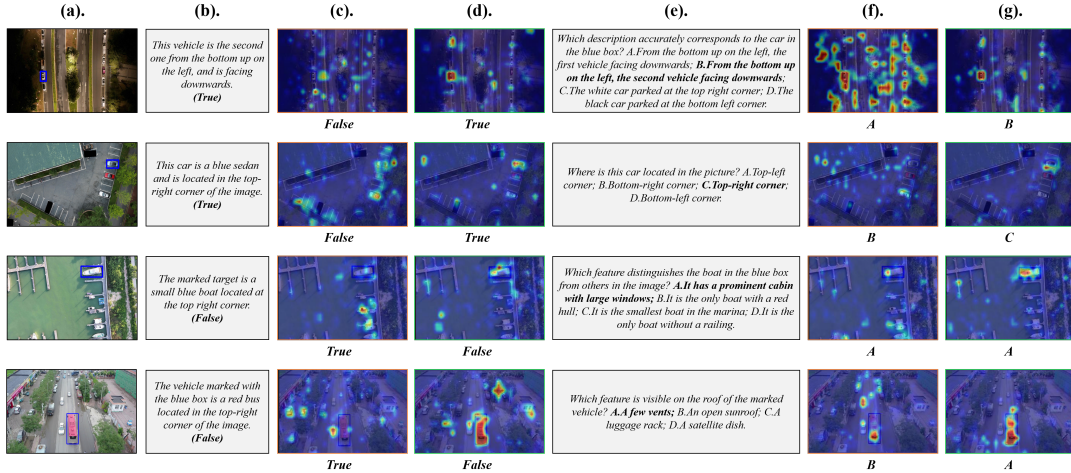 (a). (b). (c). (d). (e). (f). (g).
This vehicle is the second
one from the bottom up on
the left, and is facing
downwards.
(True)
False
True
Which description accurately corresponds to the car in
the blue box? A.From the bottom up on the left, the
first vehicle facing downwards; B.From the bottom up
on the left, the second vehicle facing downwards;
C.The white car parked at the top right corner; D.The
black car parked at the bottom left corner.
A
B
This car is a blue sedan
and is located in the top-
right corner of the image.
(True)
False
True
Where is this car located in the picture? A.Top-left
corner; B.Bottom-right corner; C.Top-right corner;
D.Bottom-left corner.
B
C
The marked target is a
small blue boat located at
the top right corner.
(False)
True
False
Which feature distinguishes the boat in the blue box
from others in the image? A.It has a prominent cabin
with large windows; B.It is the only boat with a red
hull; C.It is the smallest boat in the marina; D.It is the
only boat without a railing.
A
A
The vehicle marked with
the blue box is a red bus
located in the top-right
corner of the image.
(False)
True
False
Which feature is visible on the roof of the marked
vehicle? A.A few vents; B.An open sunroof; C.A
luggage rack; D.A satellite dish.
B
A